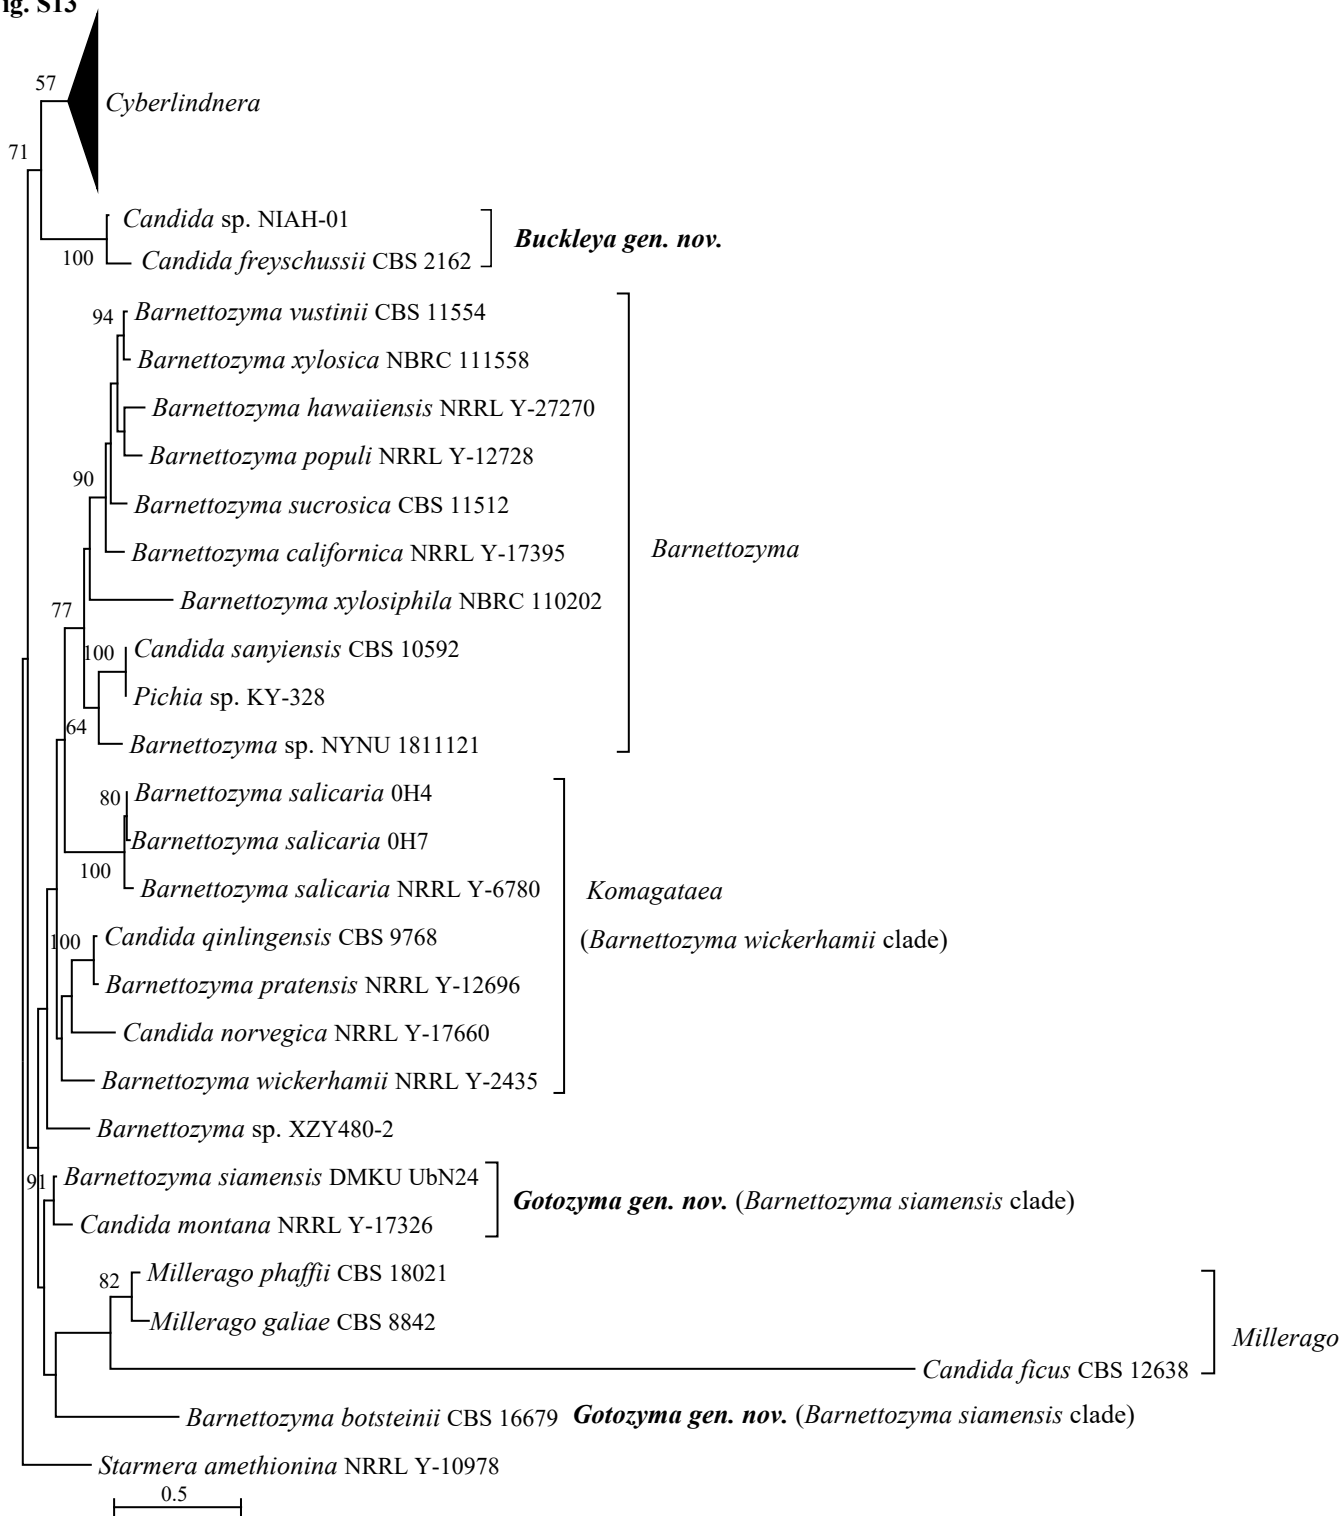 ig. S13
57
Cyberlindnera
71
Candida sp. NIAH-01
Buckleya gen. nov.
100
Candida freyschussii CBS 2162
94
Barnettozyma vustinii CBS 11554
Barnettozyma xylosica NBRC 111558
Barnettozyma hawaiiensis NRRL Y-27270
Barnettozyma populi NRRL Y-12728
90
Barnettozyma sucrosica CBS 11512
Barnettozyma californica NRRL Y-17395
Barnettozyma
Barnettozyma xylosiphila NBRC 110202
77
100
Candida sanyiensis CBS 10592
Pichia sp. KY-328
64
Barnettozyma sp. NYNU 1811121
80
Barnettozyma salicaria 0H4
Barnettozyma salicaria 0H7
100
Barnettozyma salicaria NRRL Y-6780
Komagataea
100
Candida qinlingensis CBS 9768
(Barnettozyma wickerhamii clade)
Barnettozyma pratensis NRRL Y-12696
Candida norvegica NRRL Y-17660
Barnettozyma wickerhamii NRRL Y-2435
Barnettozyma sp. XZY480-2
91
Barnettozyma siamensis DMKU UbN24
Gotozyma gen. nov. (Barnettozyma siamensis clade)
Candida montana NRRL Y-17326
82
Millerago phaffii CBS 18021
Millerago galiae CBS 8842
Millerago
Candida ficus CBS 12638
Barnettozyma botsteinii CBS 16679 Gotozyma gen. nov. (Barnettozyma siamensis clade)
Starmera amethionina NRRL Y-10978
0.5